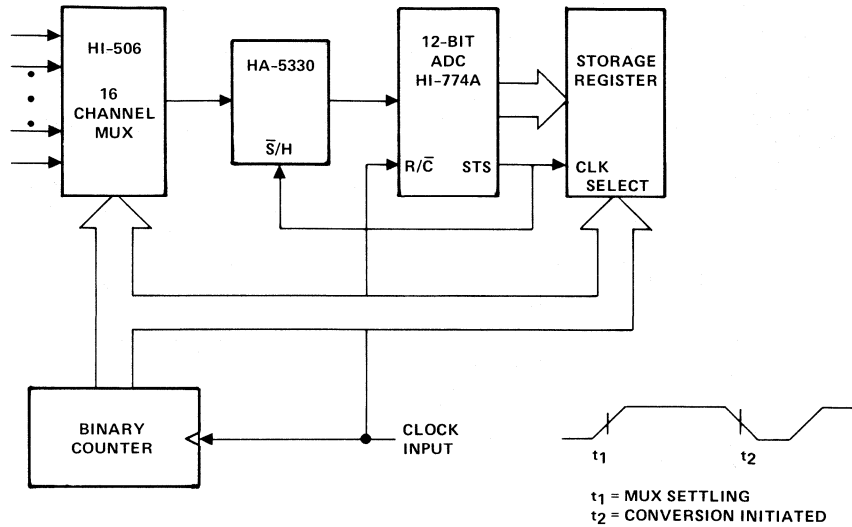 HI-506
16
CHANNEL
MUX
HA-5330
S̅/H
12-BIT
ADC
HI-774A
R/C̅
STS
STORAGE
REGISTER
CLK
SELECT
BINARY
COUNTER
CLOCK
INPUT
t1
t2
t1 = MUX SETTLING
t2 = CONVERSION INITIATED